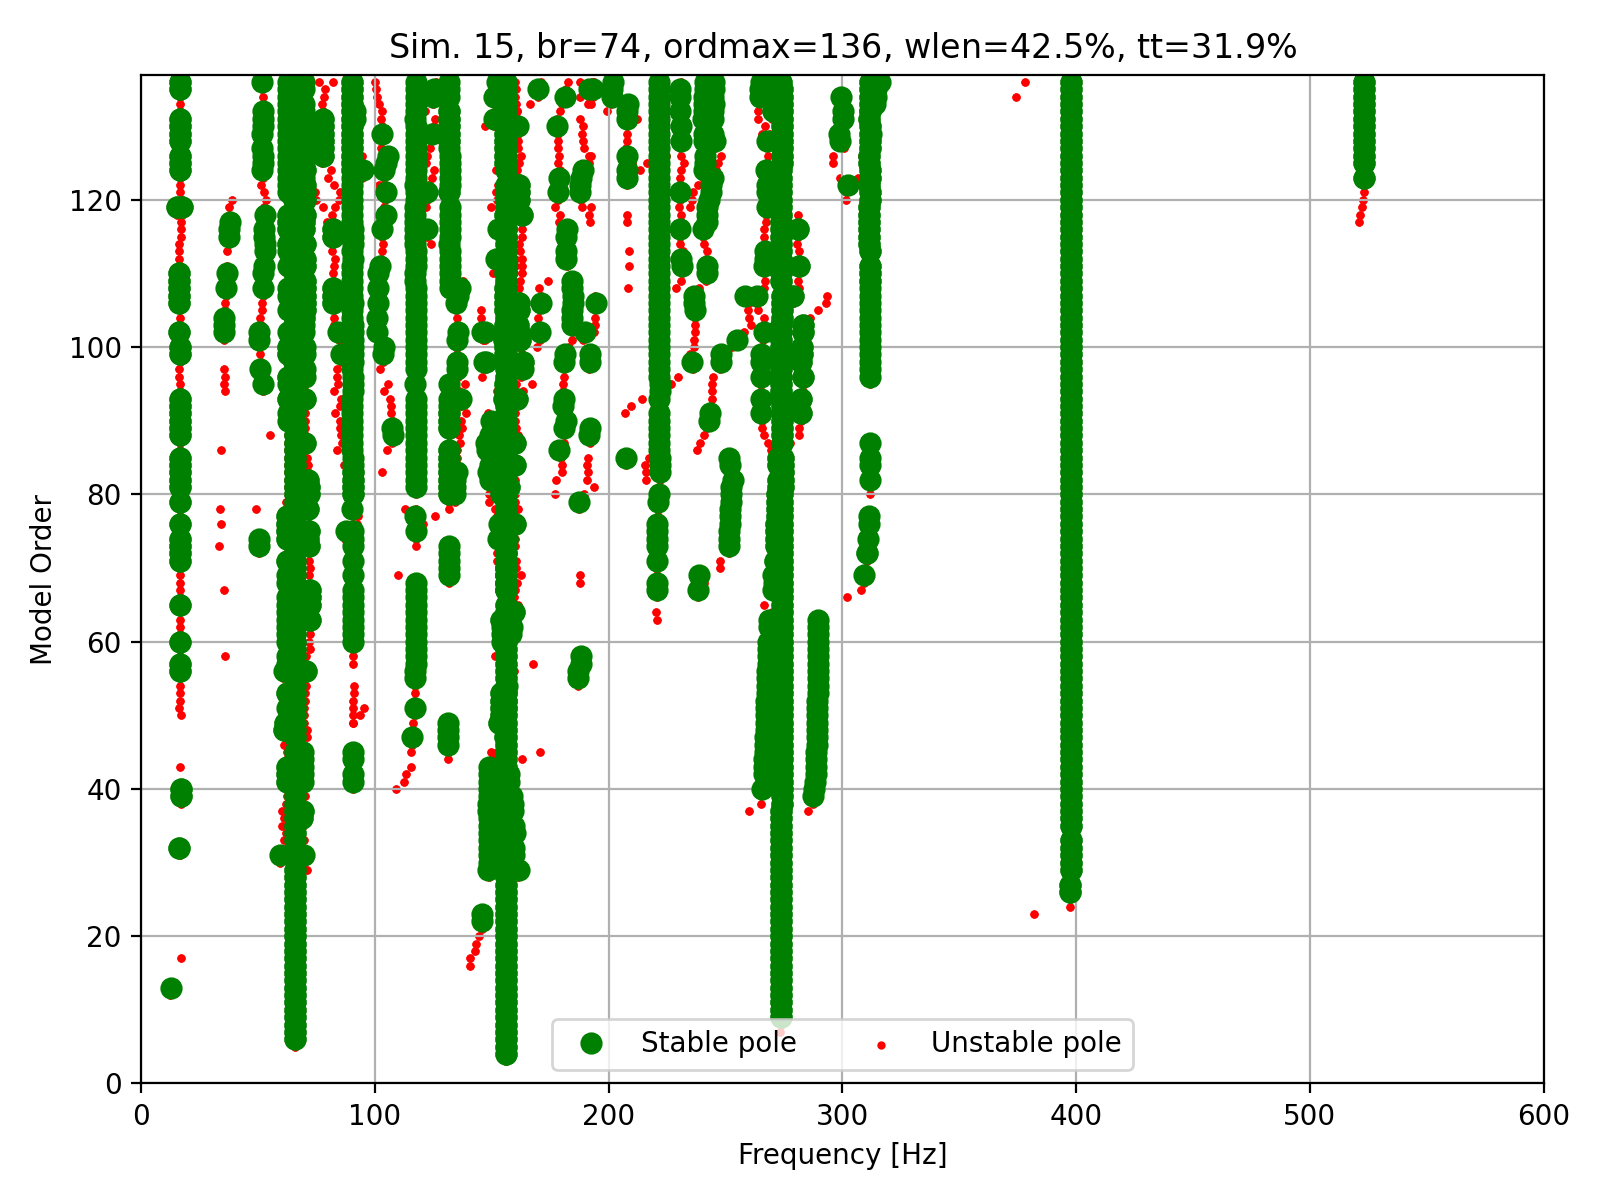 Sim. 15, br=74, ordmax=136, wlen=42.5%, tt=31.9%
Model Order
120
100
80
60
40
20
0
Stable pole
Unstable pole
0 100 200 300 400 500 600
Frequency [Hz]